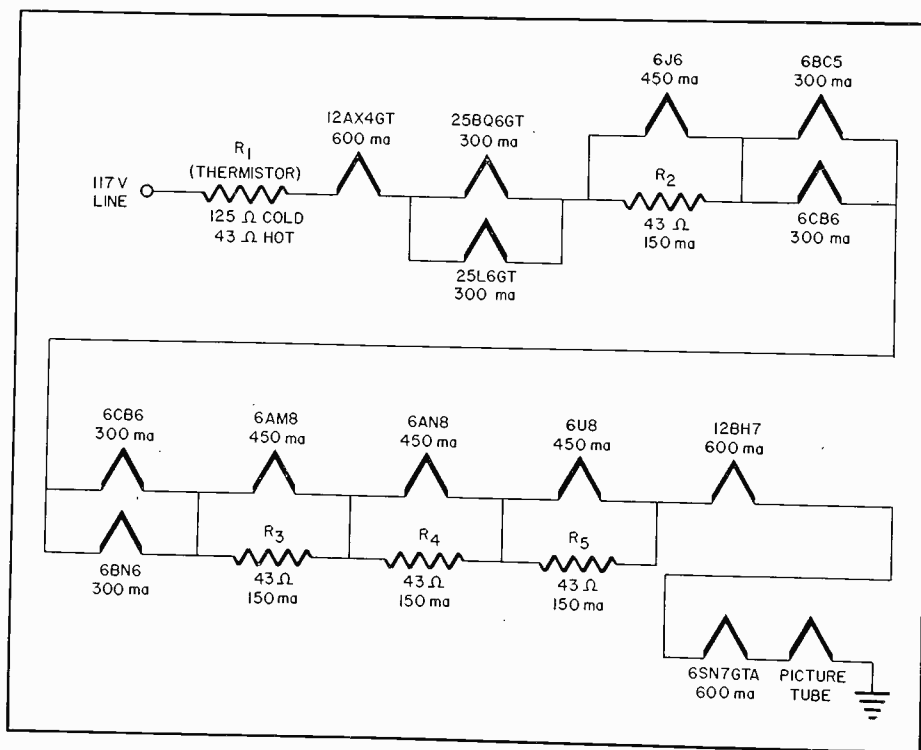 6J6
450 ma
6BC5
300 ma
12AX4GT
600 ma
25BQ6GT
300 ma
R1
(THERMISTOR)
117 V
LINE
125 Ω COLD
43 Ω HOT
R2
43 Ω
150 ma
6CB6
300 ma
25L6GT
300 ma
6CB6
300 ma
6AM8
450 ma
6AN8
450 ma
6U8
450 ma
12BH7
600 ma
6BN6
300 ma
R3
43 Ω
150 ma
R4
43 Ω
150 ma
R5
43 Ω
150 ma
6SN7GTA
600 ma
PICTURE
TUBE